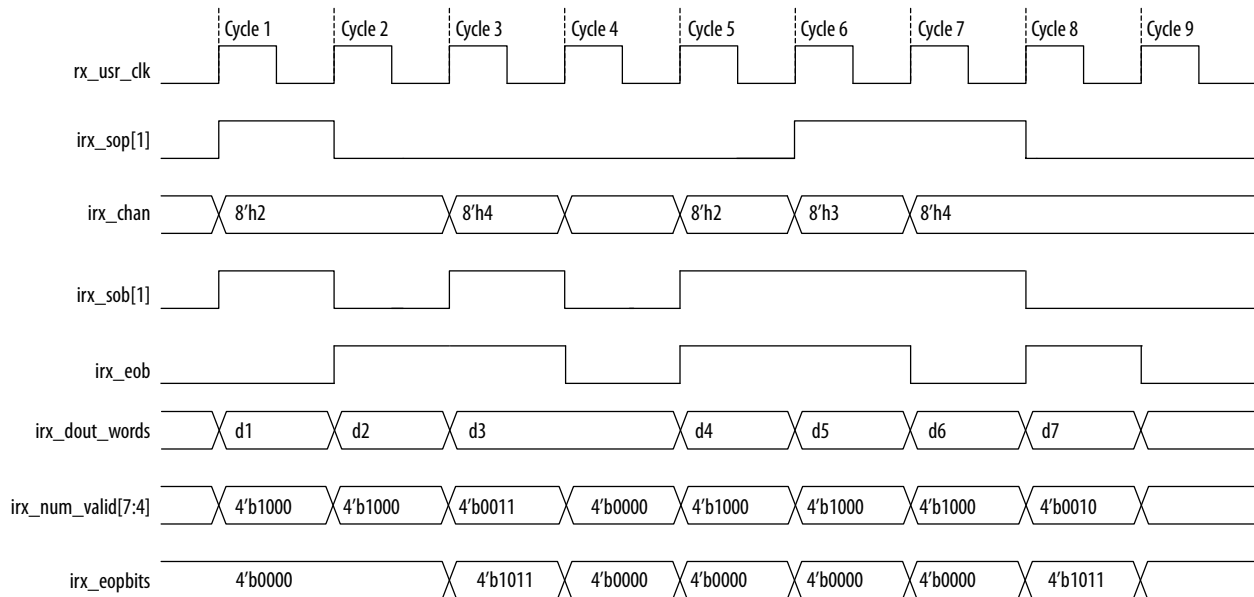 Cycle 1 Cycle 2 Cycle 3 Cycle 4 Cycle 5 Cycle 6 Cycle 7 Cycle 8 Cycle 9
rx_usr_clk
irx_sop[1]
irx_chan 8’h2 8’h4 8’h2 8’h3 8’h4
irx_sob[1]
irx_eob
irx_dout_words d1 d2 d3 d4 d5 d6 d7
irx_num_valid[7:4] 4’b1000 4’b1000 4’b0011 4’b0000 4’b1000 4’b1000 4’b1000 4’b0010
irx_eopbits 4’b0000 4’b1011 4’b0000 4’b0000 4’b0000 4’b0000 4’b1011